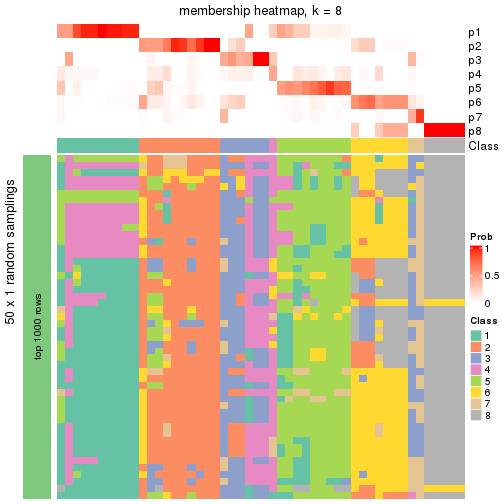 membership heatmap, k = 8
p1
p2
p3
p4
p5
p6
p7
p8
Class
50 x 1 random samplings
top 1000 rows
Prob
1
0.5
0
Class
1
2
3
4
5
6
7
8